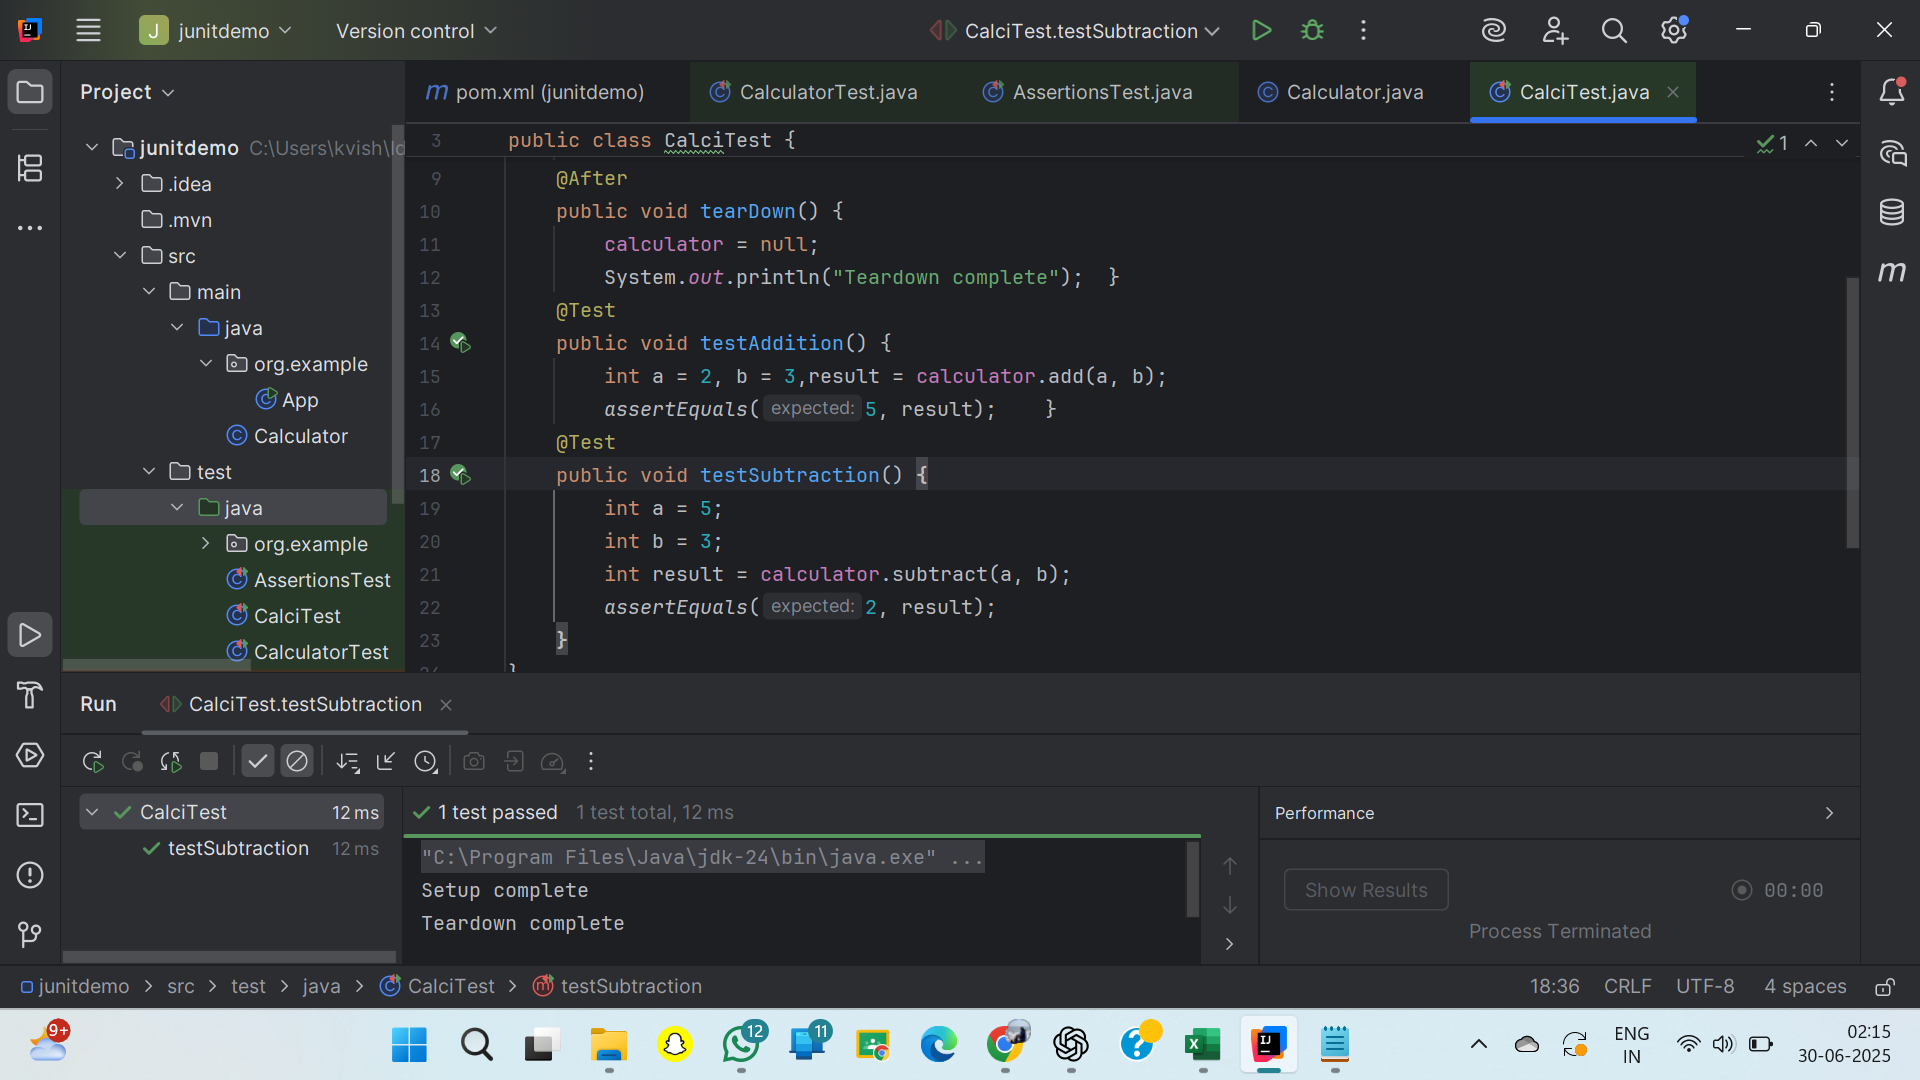 J junitdemo Version control CalciTest.testSubtraction
Project
pom.xml (junitdemo) CalculatorTest.java AssertionsTest.java Calculator.java CalciTest.java
junitdemo C:\Users\kvish\Id
.idea
.mvn
src
main
java
org.example
App
Calculator
test
java
org.example
AssertionsTest
CalciTest
CalculatorTest
3 public class CalciTest {
1
9 @After
10 public void tearDown() {
11 calculator = null;
12 System.out.println("Teardown complete"); }
13 @Test
14 public void testAddition() {
15 int a = 2, b = 3,result = calculator.add(a, b);
16 assertEquals( expected: 5, result); }
17 @Test
18 public void testSubtraction() {
19 int a = 5;
20 int b = 3;
21 int result = calculator.subtract(a, b);
22 assertEquals( expected: 2, result);
23 }
}
Run CalciTest.testSubtraction
CalciTest 12 ms
testSubtraction 12 ms
1 test passed 1 test total, 12 ms
"C:\Program Files\Java\jdk-24\bin\java.exe" ...
Setup complete
Teardown complete
Performance
Show Results 00:00
Process Terminated
junitdemo > src > test > java > CalciTest > testSubtraction
18:36 CRLF UTF-8 4 spaces
9+
12
11
ENG
IN
02:15
30-06-2025